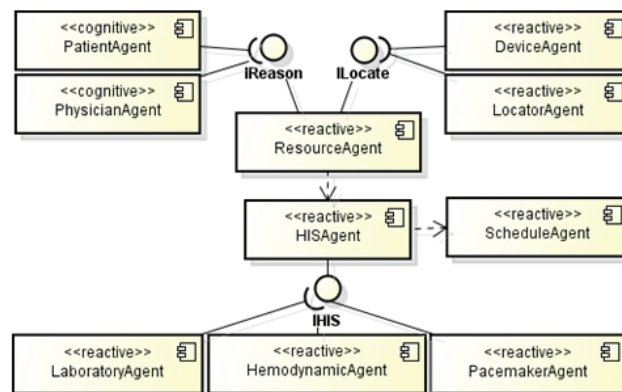 <<cognitive>>
PatientAgent
<<cognitive>>
PhysicianAgent
IReason
ILocate
<<reactive>>
DeviceAgent
<<reactive>>
LocatorAgent
<<reactive>>
ResourceAgent
<<reactive>>
HISAgent
<<reactive>>
ScheduleAgent
IHIS
<<reactive>>
LaboratoryAgent
<<reactive>>
HemodynamicAgent
<<reactive>>
PacemakerAgent